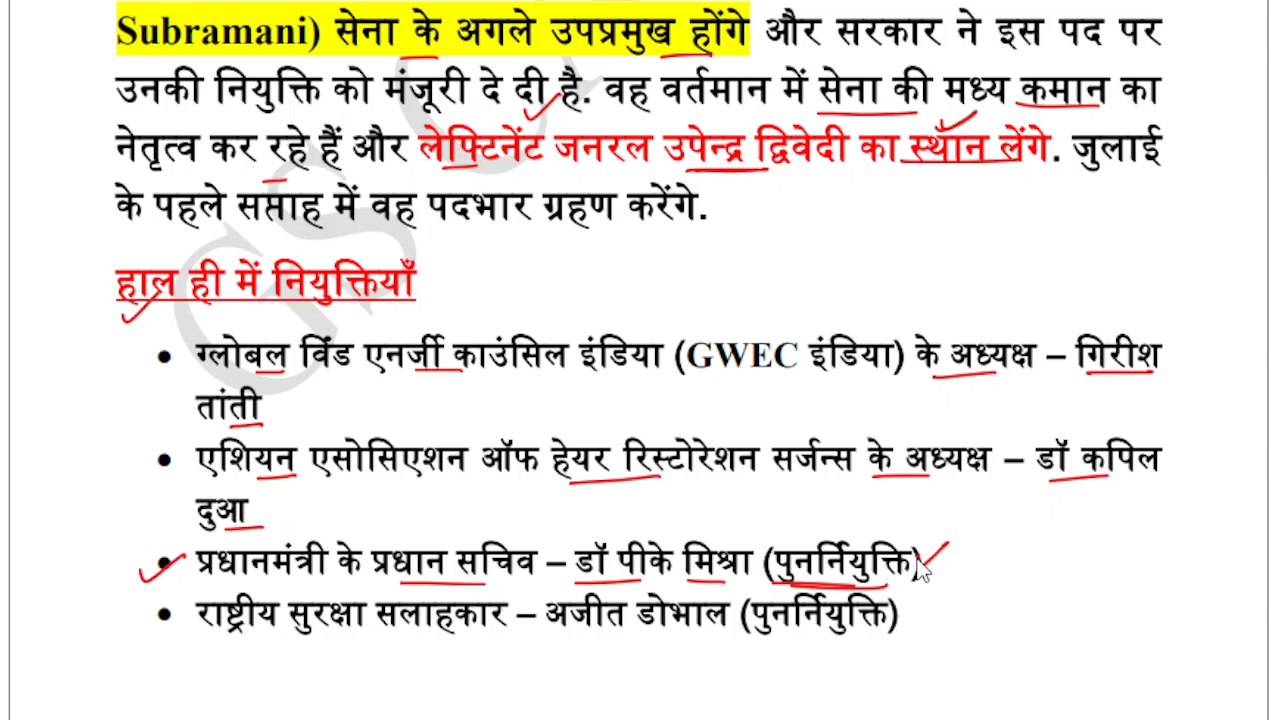 Subramani) सेना के अगले उपप्रमुख होंगे और सरकार ने इस पद पर
उनकी नियुक्ति को मंजूरी दे दी है. वह वर्तमान में सेना की मध्य कमान का
नेतृत्व कर रहे हैं और लेफ्टिनेंट जनरल उपेन्द्र द्विवेदी का स्थान लेंगे. जुलाई
के पहले सप्ताह में वह पदभार ग्रहण करेंगे.
हाल ही में नियुक्तियाँ
• ग्लोबल विंड एनर्जी काउंसिल इंडिया (GWEC इंडिया) के अध्यक्ष – गिरीश
तांती
• एशियन एसोसिएशन ऑफ हेयर रिस्टोरेशन सर्जन्स के अध्यक्ष – डॉ कपिल
दुआ
• प्रधानमंत्री के प्रधान सचिव – डॉ पीके मिश्रा (पुनर्नियुक्ति)
• राष्ट्रीय सुरक्षा सलाहकार – अजीत डोभाल (पुनर्नियुक्ति)